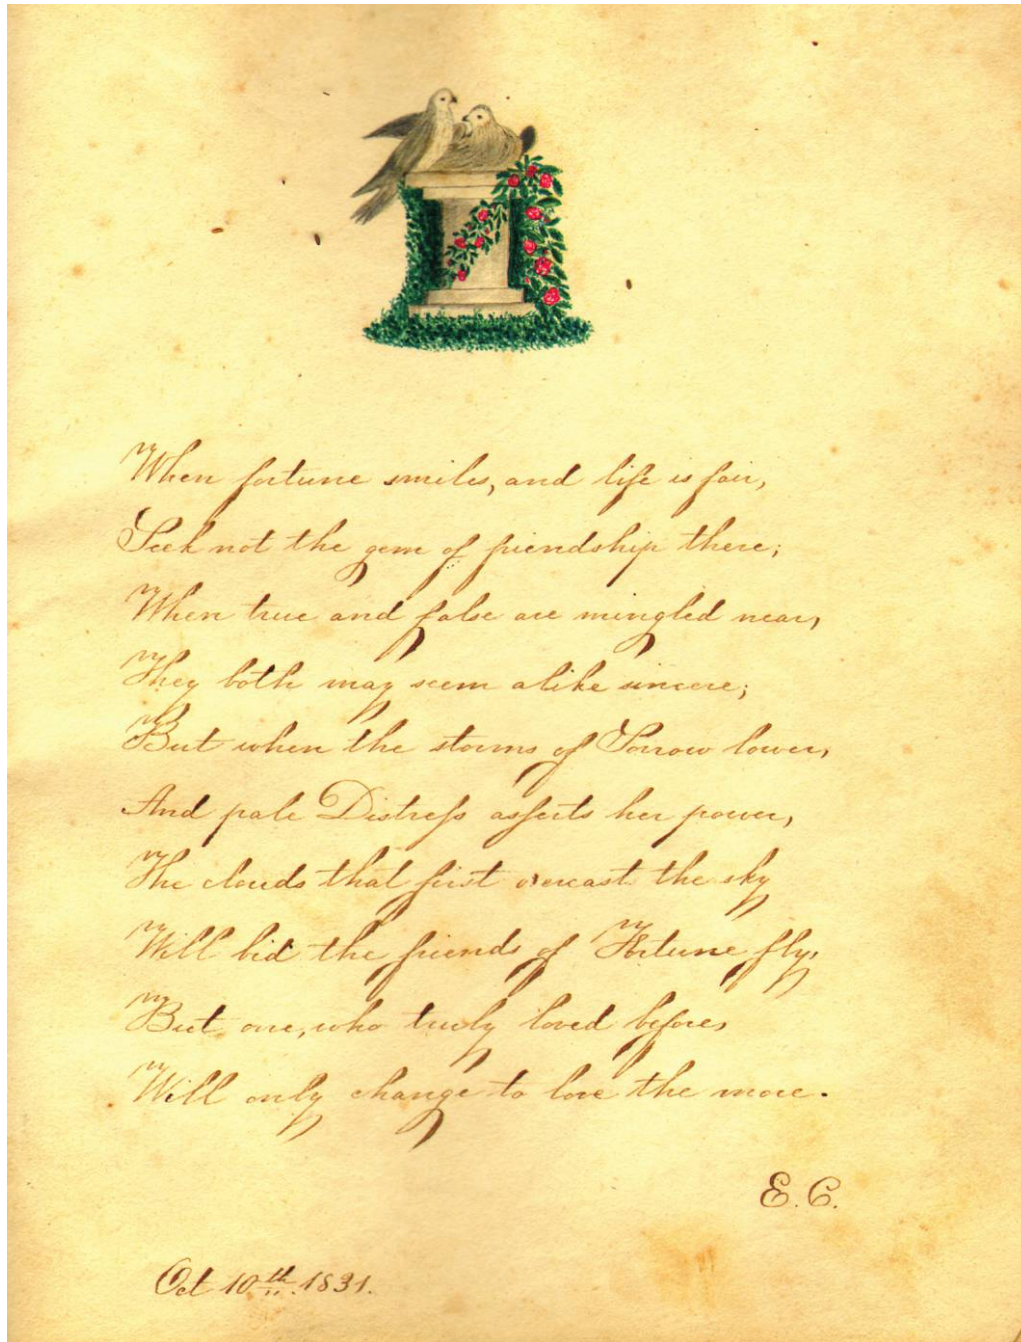 When fortune smiles, and life is fair,
Seek not the gem of friendship there;
When true and false are mingled near,
They both may seem alike sincere;
But when the storms of Sorrow lower,
And pale Distreſs aſserts her power,
The clouds that first overcast the sky
Will bid the friends of Fortune fly,
But one, who truly loved before,
Will only change to love the more.
E. C.
Oct 10th. 1831.